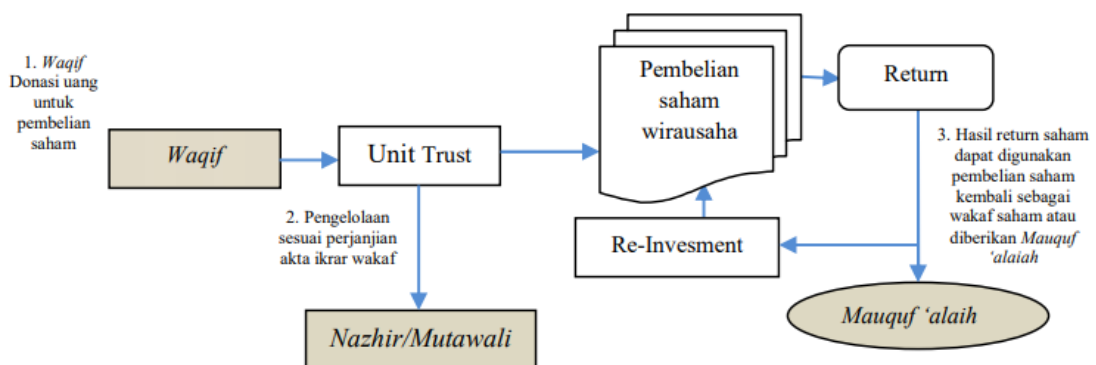 1. Waqif
Donasi uang
untuk
pembelian
saham
Waqif
Unit Trust
2. Pengelolaan
sesuai perjanjian
akta ikrar wakaf
Nazhir/Mutawali
Pembelian
saham
wirausaha
Re-Invesment
Return
3. Hasil return saham
dapat digunakan
pembelian saham
kembali sebagai
wakaf saham atau
diberikan Mauquf
‘alaiah
Mauquf ‘alaih